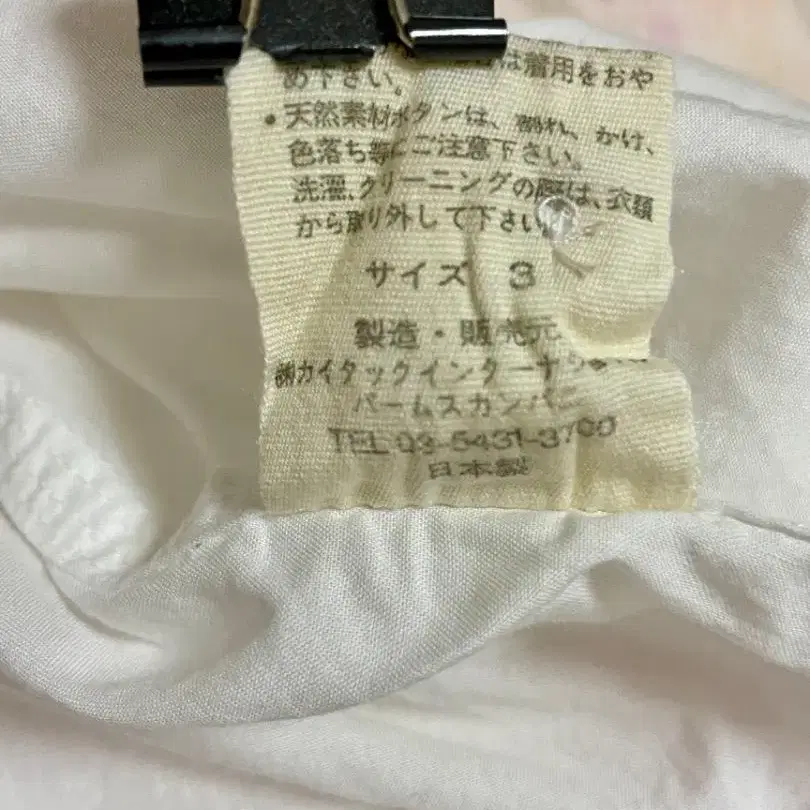 は着用をおや
め下さい。
・天然素材ボタンは、割れ、かけ、
色落ち等にご注意下さい。
洗濯、クリーニングの際は、衣類
から取り外して下さい。
サイズ 3
製造・販売元
㈱カイタックインターナショナル
パームスカンパニー
TEL 03-5431-3700
日本製